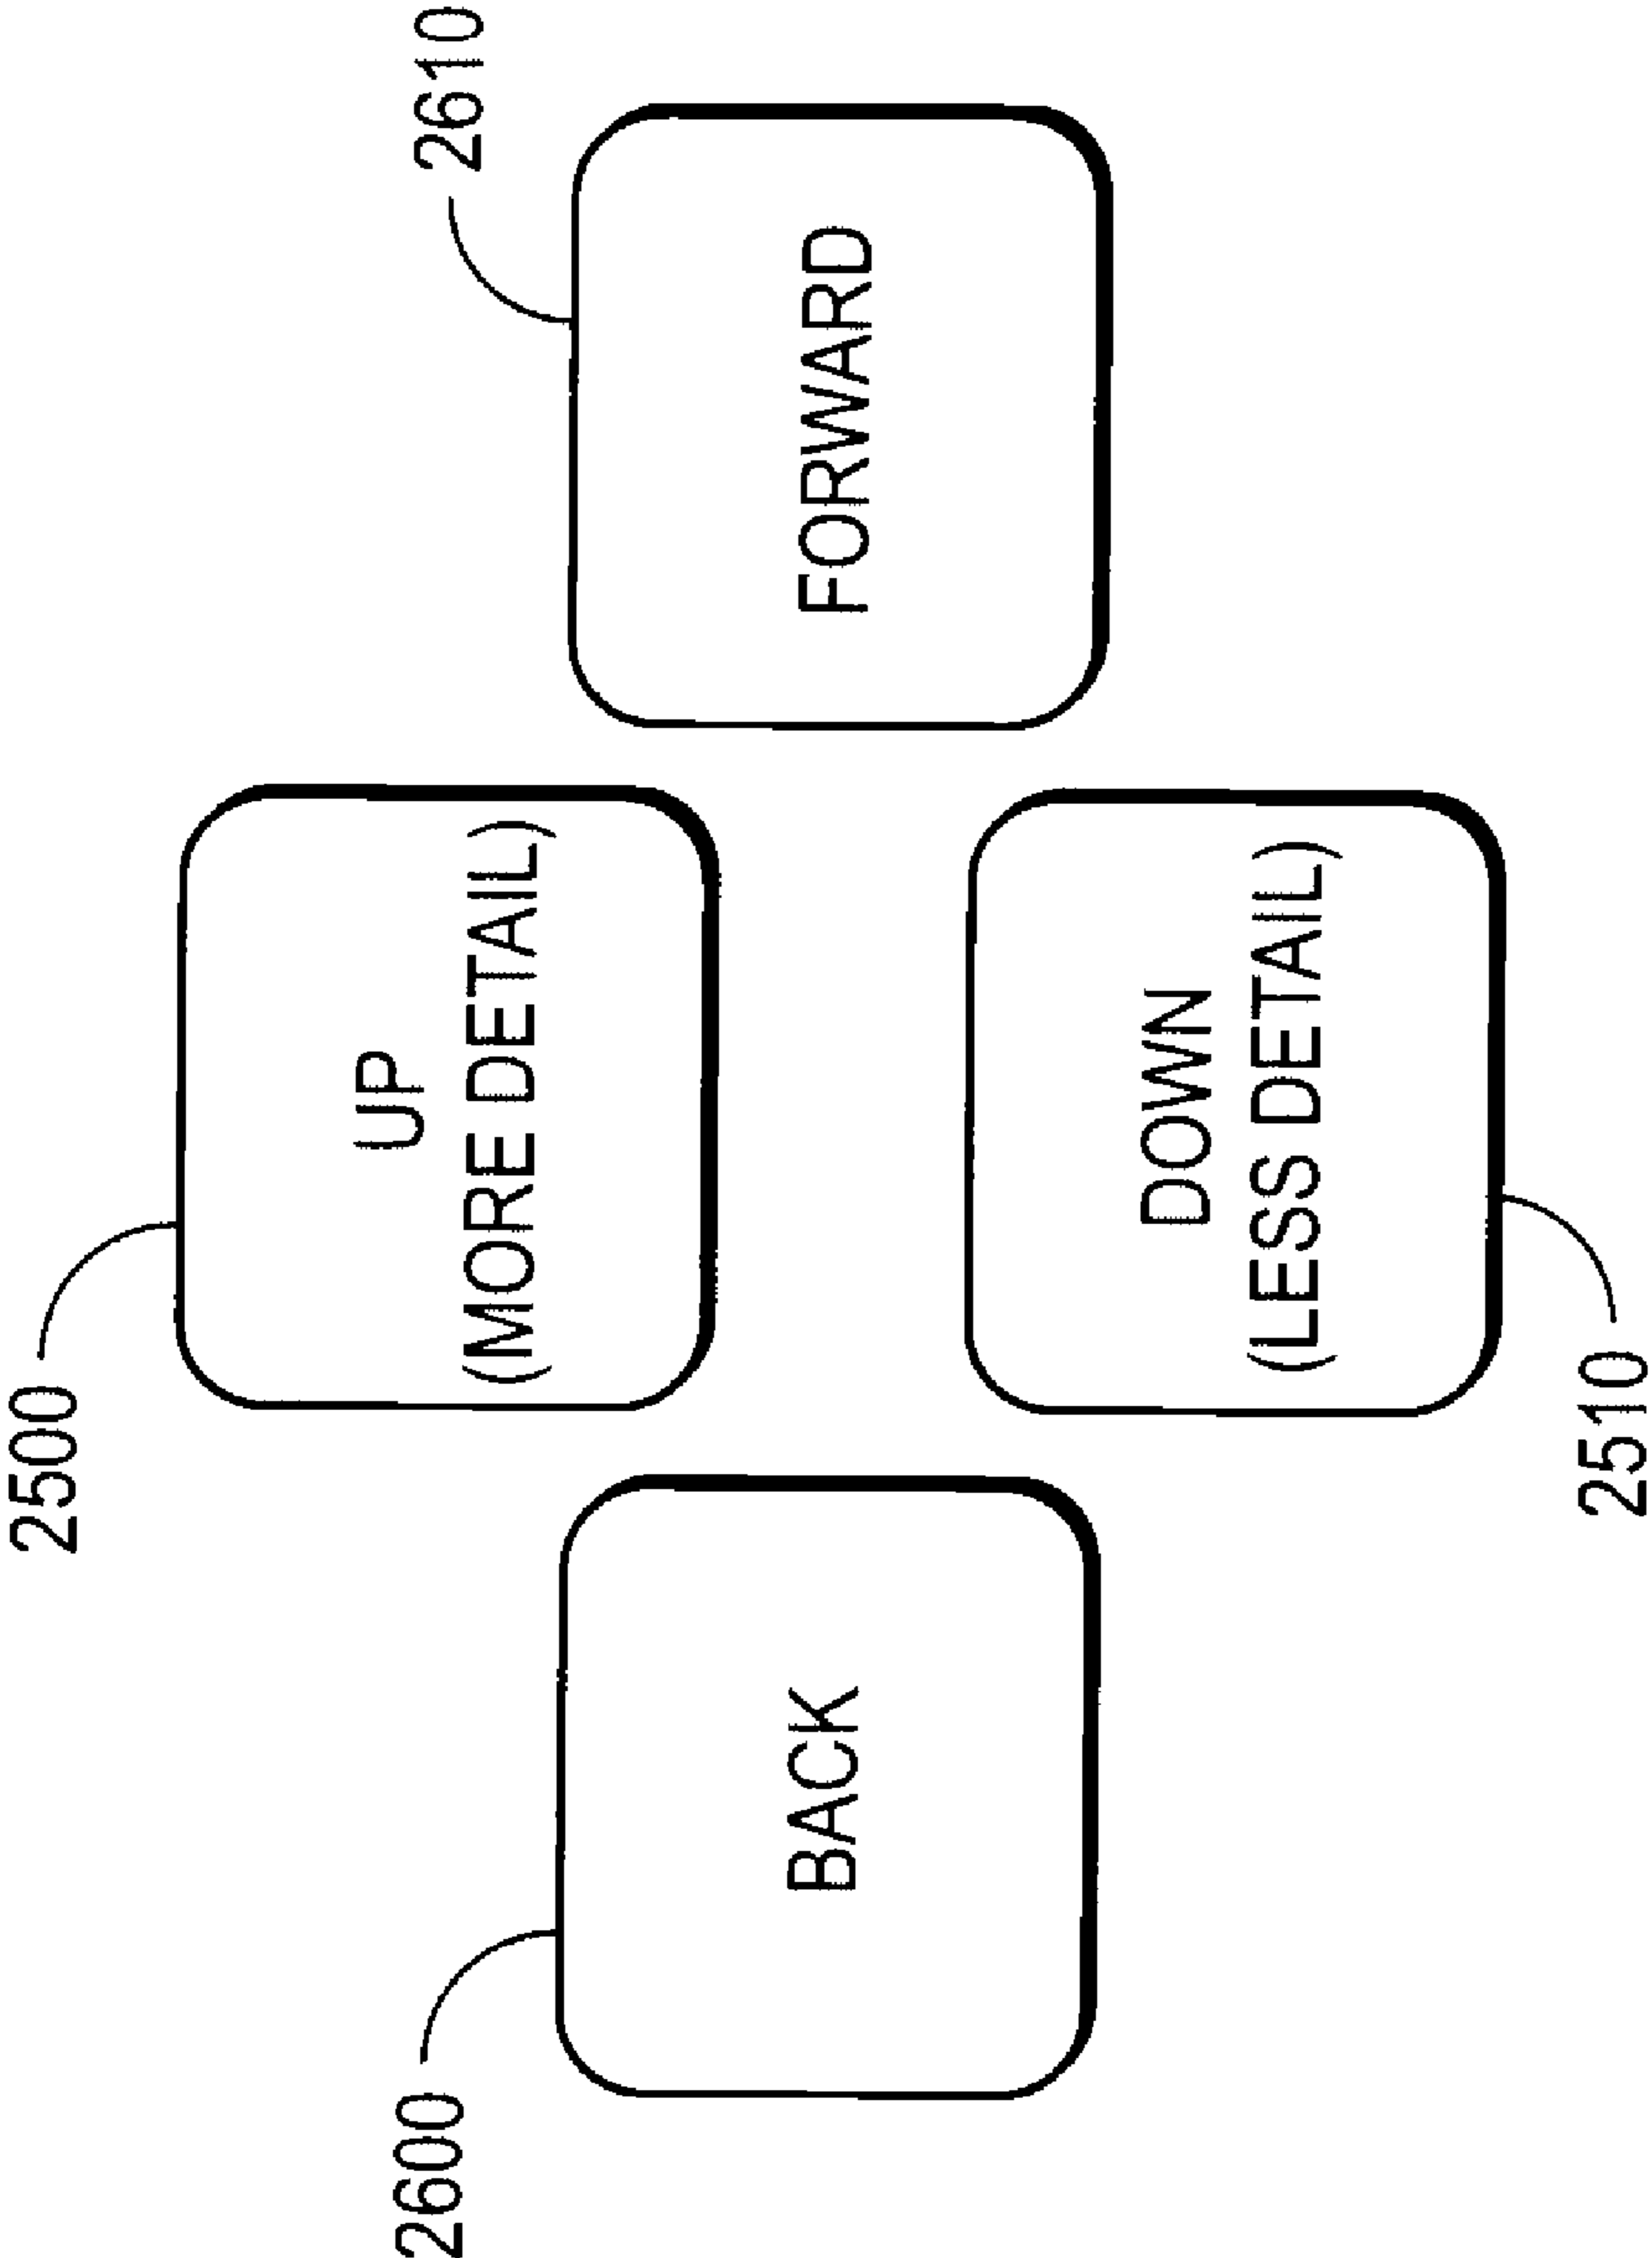 2500
UP
(MORE DETAIL)
2600
BACK
2610
FORWARD
DOWN
(LESS DETAIL)
2510